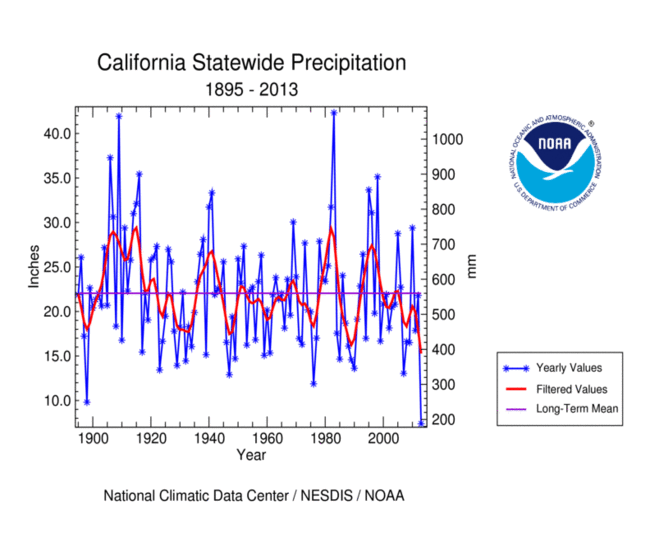 California Statewide Precipitation
1895 - 2013
40.0
35.0
30.0
25.0
20.0
15.0
10.0
Inches
1000
900
800
700
600
500
400
300
200
mm
1900 1920 1940 1960 1980 2000
Year
NATIONAL OCEANIC AND ATMOSPHERIC ADMINISTRATION
®
NOAA
U.S. DEPARTMENT OF COMMERCE
Yearly Values
Filtered Values
Long-Term Mean
National Climatic Data Center / NESDIS / NOAA